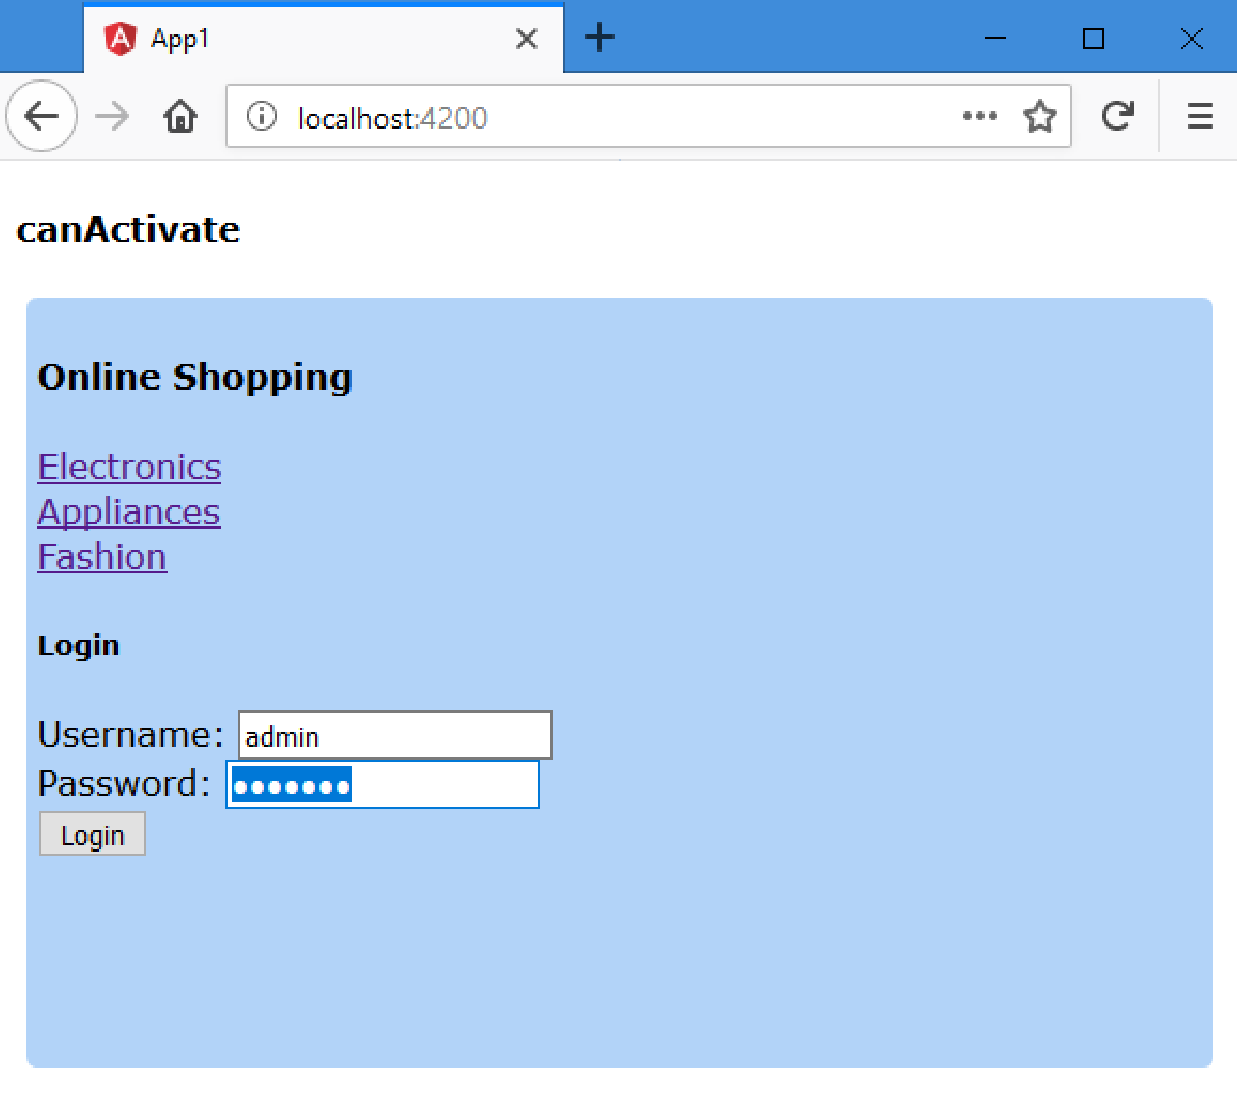 App1
localhost:4200
canActivate
Online Shopping
Electronics
Appliances
Fashion
Login
Username: admin
Password: •••••••
Login